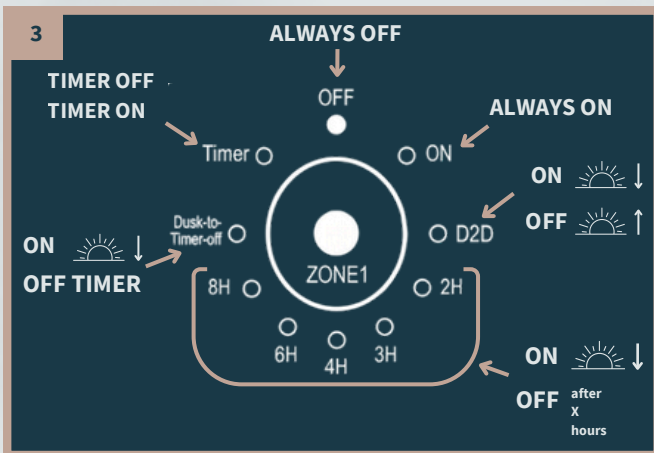 3
ALWAYS OFF
TIMER OFF
TIMER ON
OFF
ALWAYS ON
Timer
ON
ON
OFF
Dusk-to-
Timer-off
D2D
ON
OFF TIMER
ZONE1
8H
2H
6H
4H
3H
ON
OFF
after
X
hours